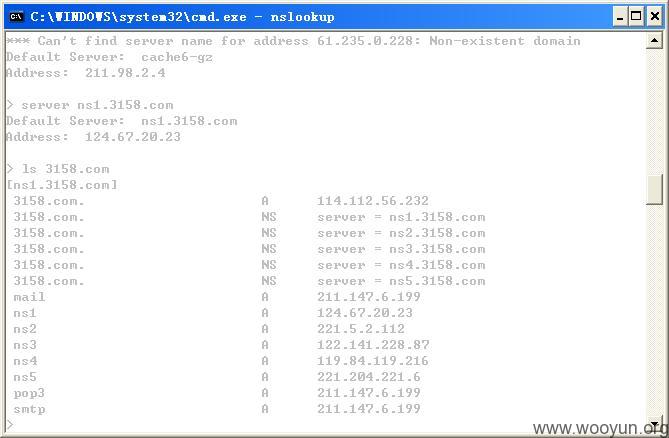 C:\WINDOWS\system32\cmd.exe - nslookup
*** Can't find server name for address 61.235.0.228: Non-existent domain
Default Server:  cache6-gz
Address:  211.98.2.4
> server ns1.3158.com
Default Server:  ns1.3158.com
Address:  124.67.20.23
> ls 3158.com
[ns1.3158.com]
3158.com.                      A      114.112.56.232
3158.com.                      NS     server = ns1.3158.com
3158.com.                      NS     server = ns2.3158.com
3158.com.                      NS     server = ns3.3158.com
3158.com.                      NS     server = ns4.3158.com
3158.com.                      NS     server = ns5.3158.com
mail                           A      211.147.6.199
ns1                            A      124.67.20.23
ns2                            A      221.5.2.112
ns3                            A      122.141.228.87
ns4                            A      119.84.119.216
ns5                            A      221.204.221.6
pop3                           A      211.147.6.199
smtp                           A      211.147.6.199
>
www.wooyun.org